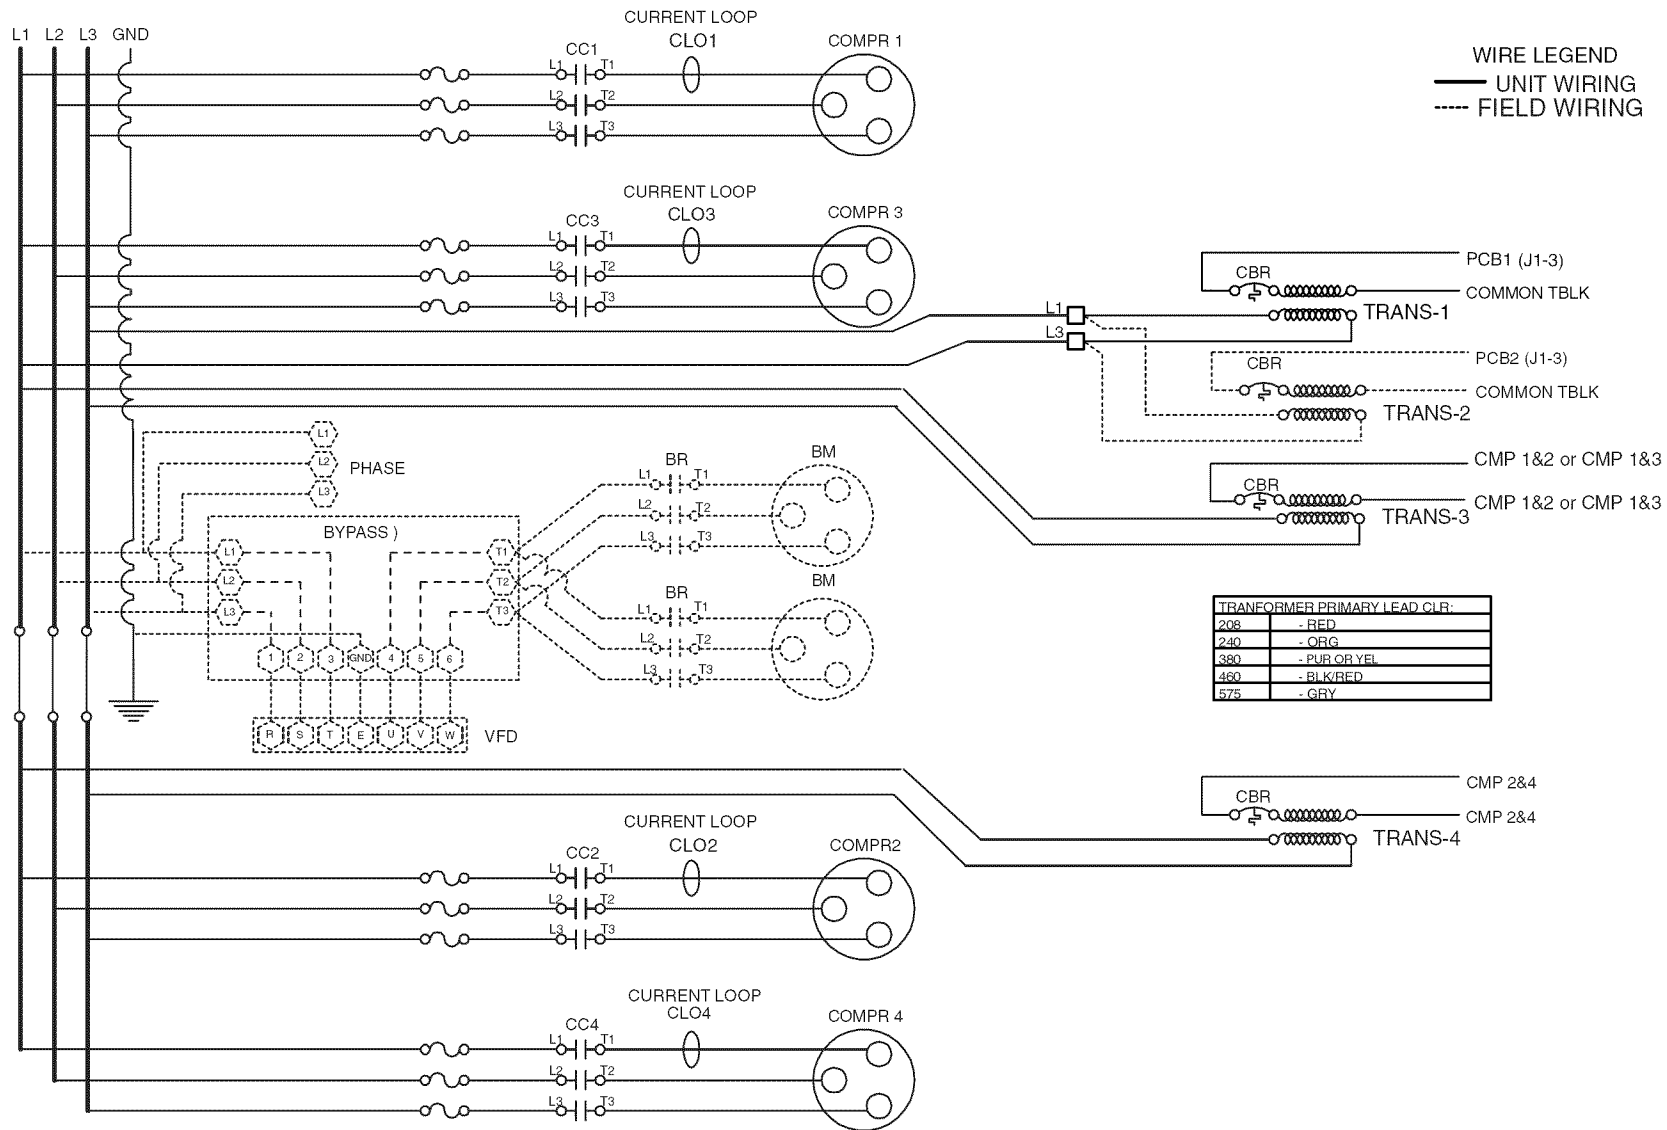 L1 L2 L3 GND
CURRENT LOOP
CLO1
CC1
COMPR 1
L1 T1
L2 T2
L3 T3
WIRE LEGEND
UNIT WIRING
FIELD WIRING
CURRENT LOOP
CLO3
CC3
COMPR 3
L1 T1
L2 T2
L3 T3
L1
L3
PCB1 (J1-3)
CBR
COMMON TBLK
TRANS-1
PCB2 (J1-3)
CBR
COMMON TBLK
TRANS-2
CMP 1&2 or CMP 1&3
CBR
CMP 1&2 or CMP 1&3
TRANS-3
L1
L2
L3
PHASE
BYPASS )
L1 T1
L2 T2
L3 T3
1 2 3 GND 4 5 6
R S T E U V W
VFD
BR
BM
L1 T1
L2 T2
L3 T3
BR
BM
L1 T1
L2 T2
L3 T3
TRANFORMER PRIMARY LEAD CLR:
208 - RED
240 - ORG
380 - PUR OR YEL
460 - BLK/RED
575 - GRY
CMP 2&4
CBR
CMP 2&4
TRANS-4
CURRENT LOOP
CLO2
CC2
COMPR2
L1 T1
L2 T2
L3 T3
CURRENT LOOP
CLO4
CC4
COMPR 4
L1 T1
L2 T2
L3 T3